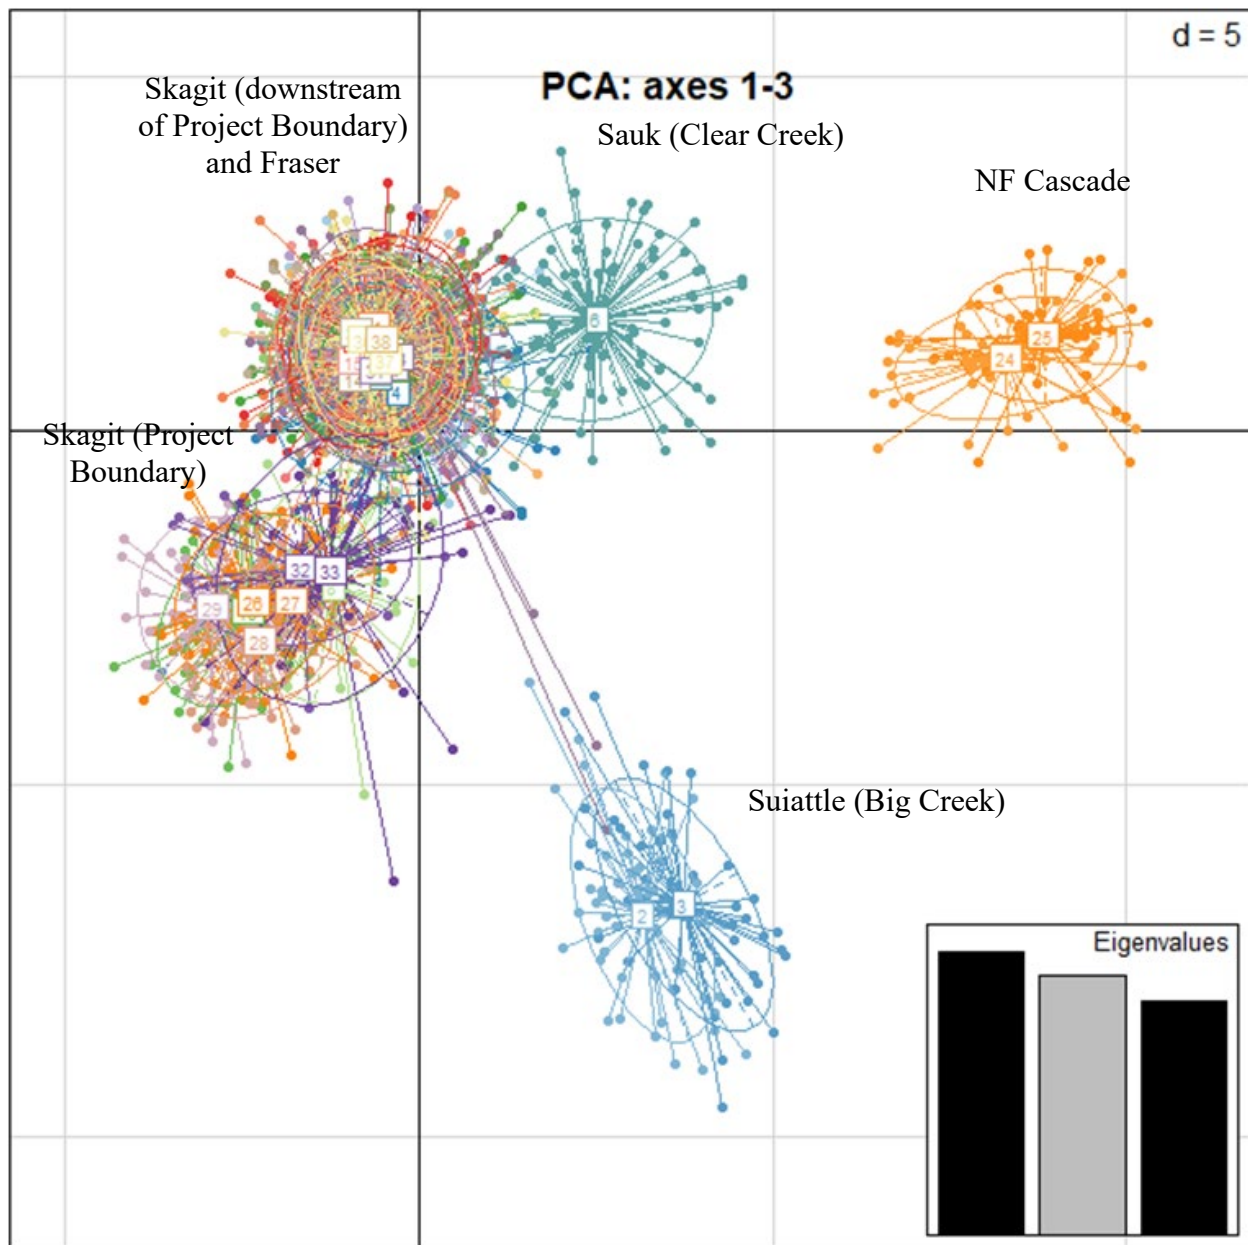 d = 5
PCA: axes 1-3
Skagit (downstream
of Project Boundary)
and Fraser
Sauk (Clear Creek)
NF Cascade
6
25
24
38
4
Skagit (Project
Boundary)
32
33
29
26
27
28
Suiattle (Big Creek)
2
3
Eigenvalues